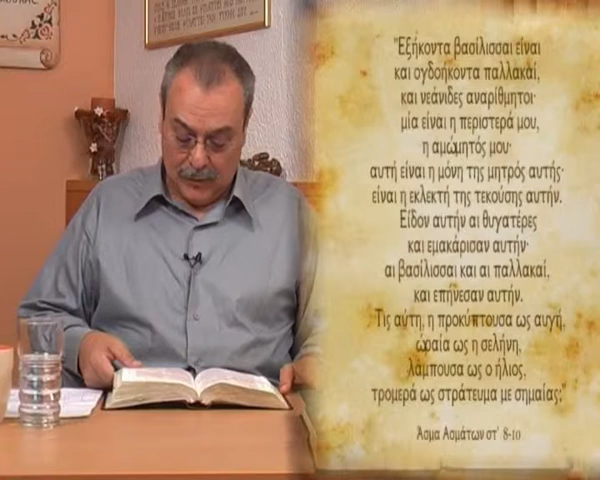 "Εξήκοντα βασίλισσαι είναι
και ογδοήκοντα παλλακαί,
και νεάνιδες αναρίθμητοι·
μία είναι η περιστερά μου,
η αμώμητός μου·
αυτή είναι η μόνη της μητρός αυτής·
είναι η εκλεκτή της τεκούσης αυτήν.
Είδον αυτήν αι θυγατέρες
και εμακάρισαν αυτήν·
αι βασίλισσαι και αι παλλακαί,
και επήνεσαν αυτήν.
Τις αύτη, η προκύπτουσα ως αυγή,
ωραία ως η σελήνη,
λάμπουσα ως ο ήλιος,
τρομερά ως στράτευμα με σημαίας;"
Άσμα Ασμάτων στ' 8-10